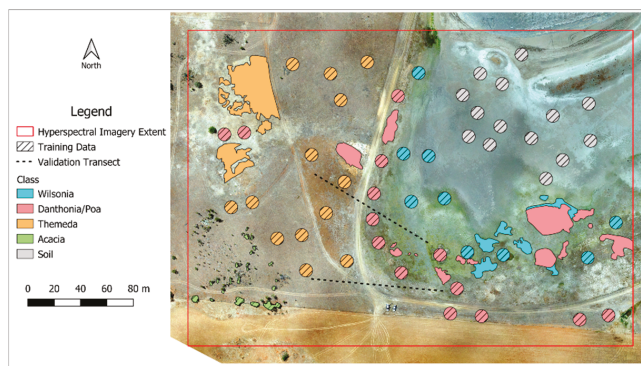 North
Legend
Hyperspectral Imagery Extent
Training Data
Validation Transect
Class
Wilsonia
Danthonia/Poa
Themeda
Acacia
Soil
0 20 40 60 80 m